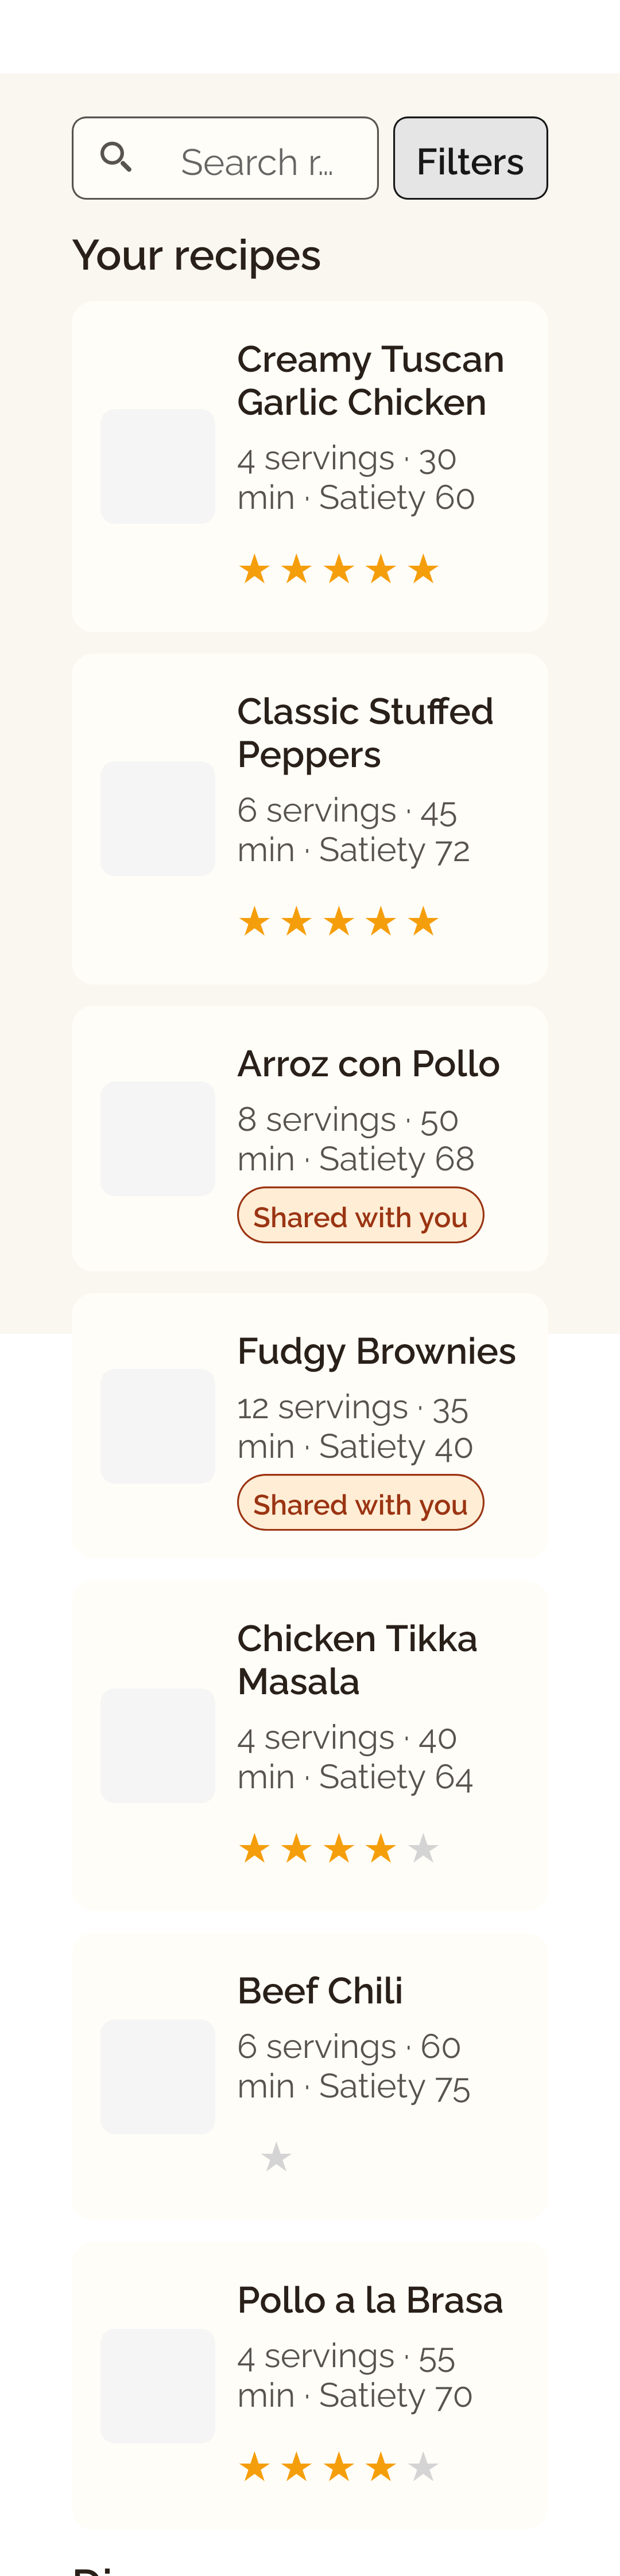 Search r...
Filters
Your recipes
Creamy Tuscan
Garlic Chicken
4 servings · 30
min · Satiety 60
★ ★ ★ ★ ★
Classic Stuffed
Peppers
6 servings · 45
min · Satiety 72
★ ★ ★ ★ ★
Arroz con Pollo
8 servings · 50
min · Satiety 68
Shared with you
Fudgy Brownies
12 servings · 35
min · Satiety 40
Shared with you
Chicken Tikka
Masala
4 servings · 40
min · Satiety 64
★ ★ ★ ★ ★
Beef Chili
6 servings · 60
min · Satiety 75
★
Pollo a la Brasa
4 servings · 55
min · Satiety 70
★ ★ ★ ★ ★